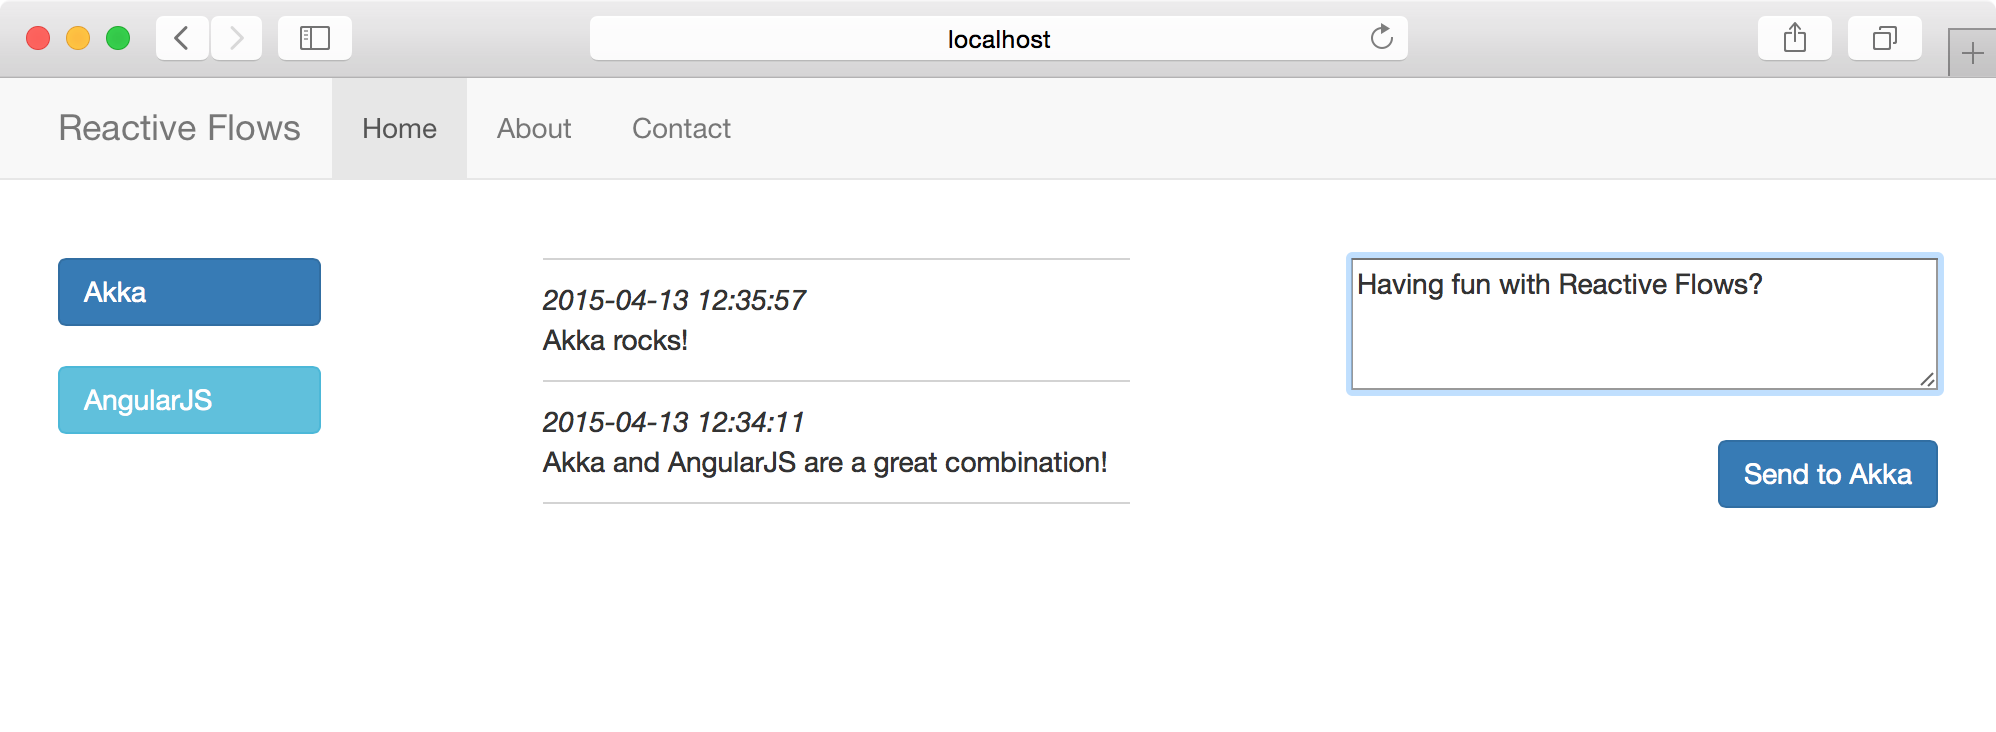 localhost
Reactive Flows
Home
About
Contact
Akka
AngularJS
2015-04-13 12:35:57
Akka rocks!
2015-04-13 12:34:11
Akka and AngularJS are a great combination!
Having fun with Reactive Flows?
Send to Akka